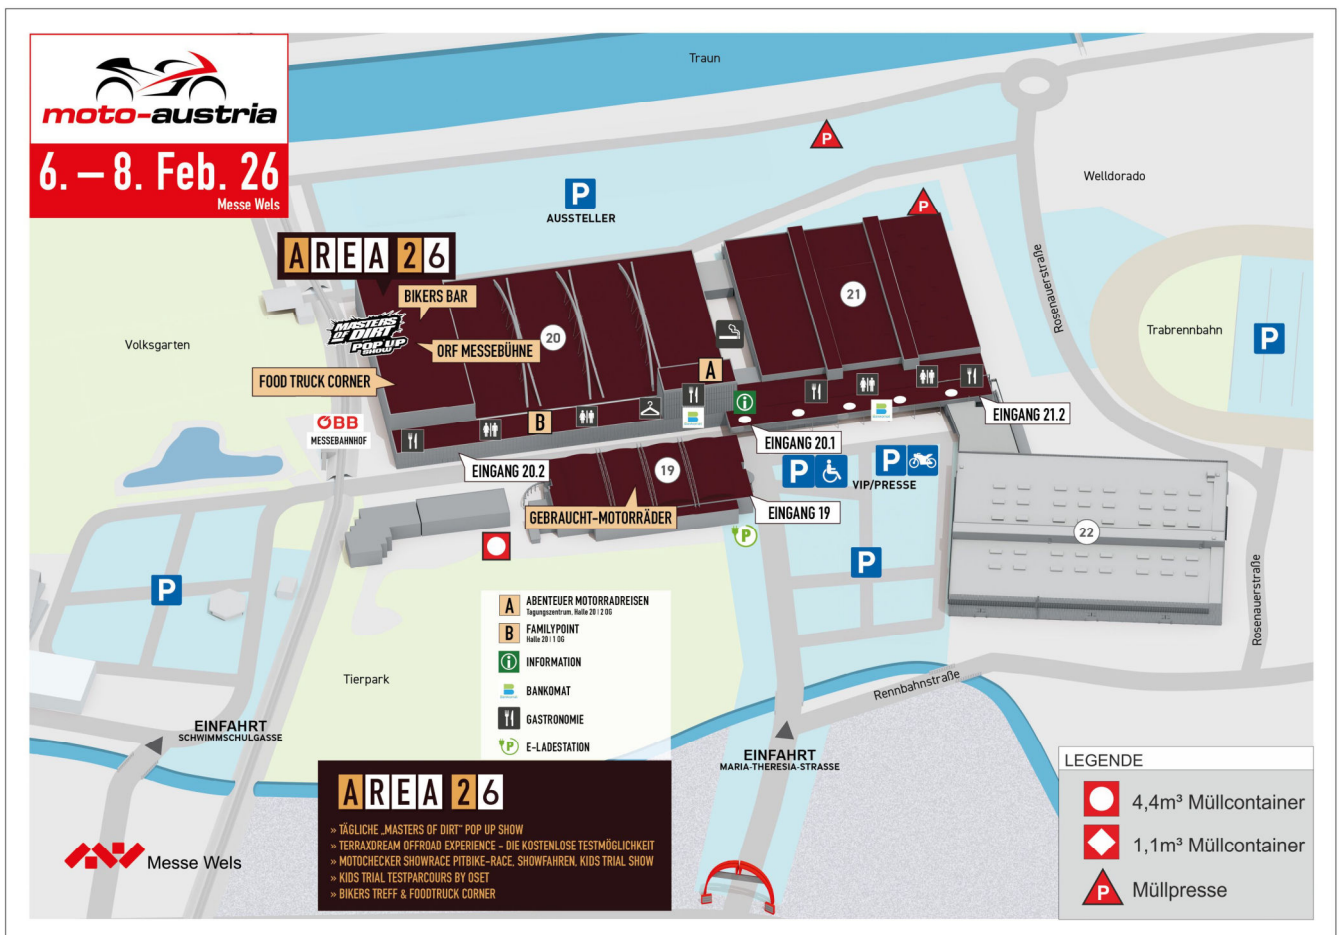 moto-austria
6. – 8. Feb. 26
Messe Wels
Traun
P
Welldorado
P
AUSSTELLER
P
AREA 26
BIKERS BAR
21
Rosenauerstraße
Volksgarten
MASTERS
OF DIRT
POP UP
SHOW
20
ORF MESSEBÜHNE
Trabrennbahn
P
FOOD TRUCK CORNER
A
B
ÖBB
MESSEBAHNHOF
EINGANG 21.2
EINGANG 20.1
EINGANG 20.2
19
P
P
VIP/PRESSE
GEBRAUCHT-MOTORRÄDER
EINGANG 19
P
22
P
P
Rosenauerstraße
A ABENTEUER MOTORRADREISEN
Tagungszentrum, Halle 20 | 2 OG
B FAMILYPOINT
Halle 20 | 1 OG
INFORMATION
BANKOMAT
GASTRONOMIE
P E-LADESTATION
Tierpark
Rennbahnstraße
EINFAHRT
SCHWIMMSCHULGASSE
EINFAHRT
MARIA-THERESIA-STRASSE
AREA 26
» TÄGLICHE „MASTERS OF DIRT“ POP UP SHOW
» TERRAXDREAM OFFROAD EXPERIENCE – DIE KOSTENLOSE TESTMÖGLICHKEIT
» MOTOCHECKER SHOWRACE PITBIKE-RACE, SHOWFAHREN, KIDS TRIAL SHOW
» KIDS TRIAL TESTPARCOURS BY OSET
» BIKERS TREFF & FOODTRUCK CORNER
Messe Wels
LEGENDE
4,4m³ Müllcontainer
1,1m³ Müllcontainer
P Müllpresse